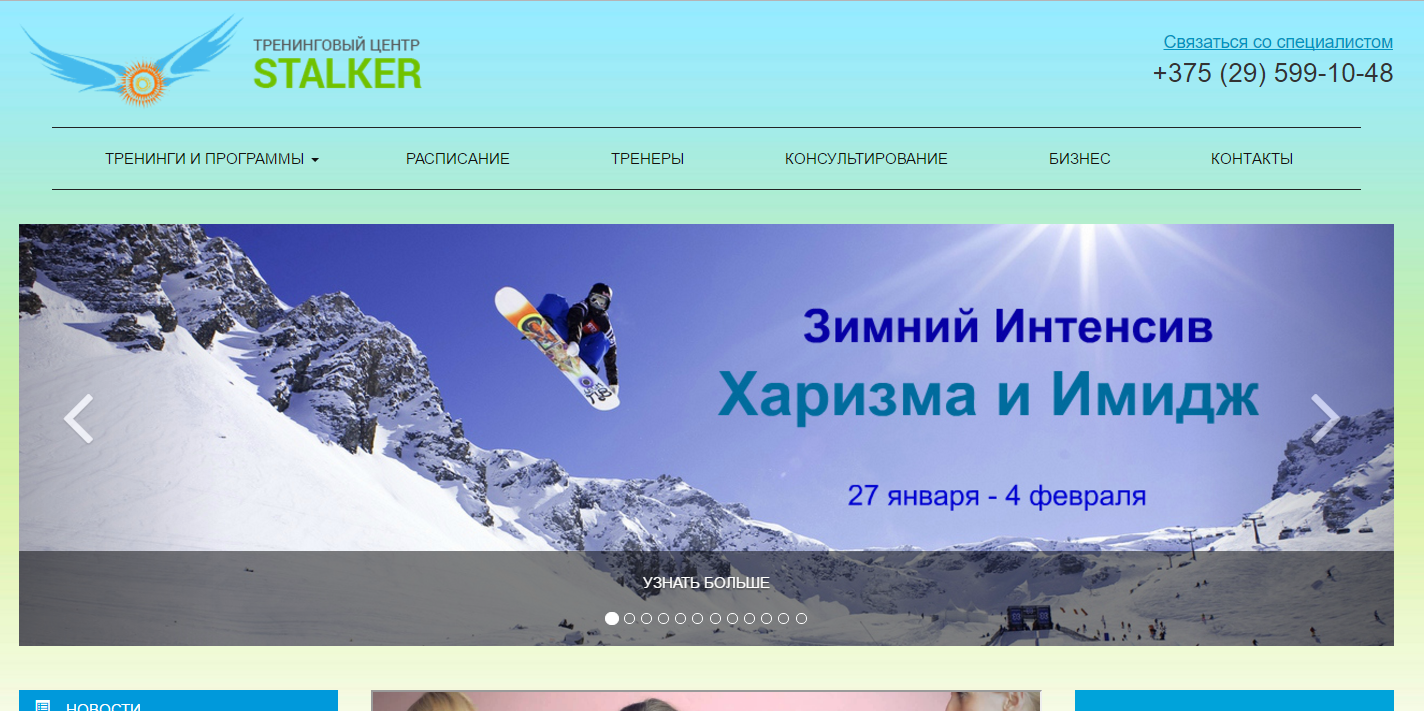 ТРЕНИНГОВЫЙ ЦЕНТР
STALKER
Связаться со специалистом
+375 (29) 599-10-48
ТРЕНИНГИ И ПРОГРАММЫ
РАСПИСАНИЕ
ТРЕНЕРЫ
КОНСУЛЬТИРОВАНИЕ
БИЗНЕС
КОНТАКТЫ
Зимний Интенсив
Харизма и Имидж
27 января - 4 февраля
УЗНАТЬ БОЛЬШЕ
НОВОСТИ